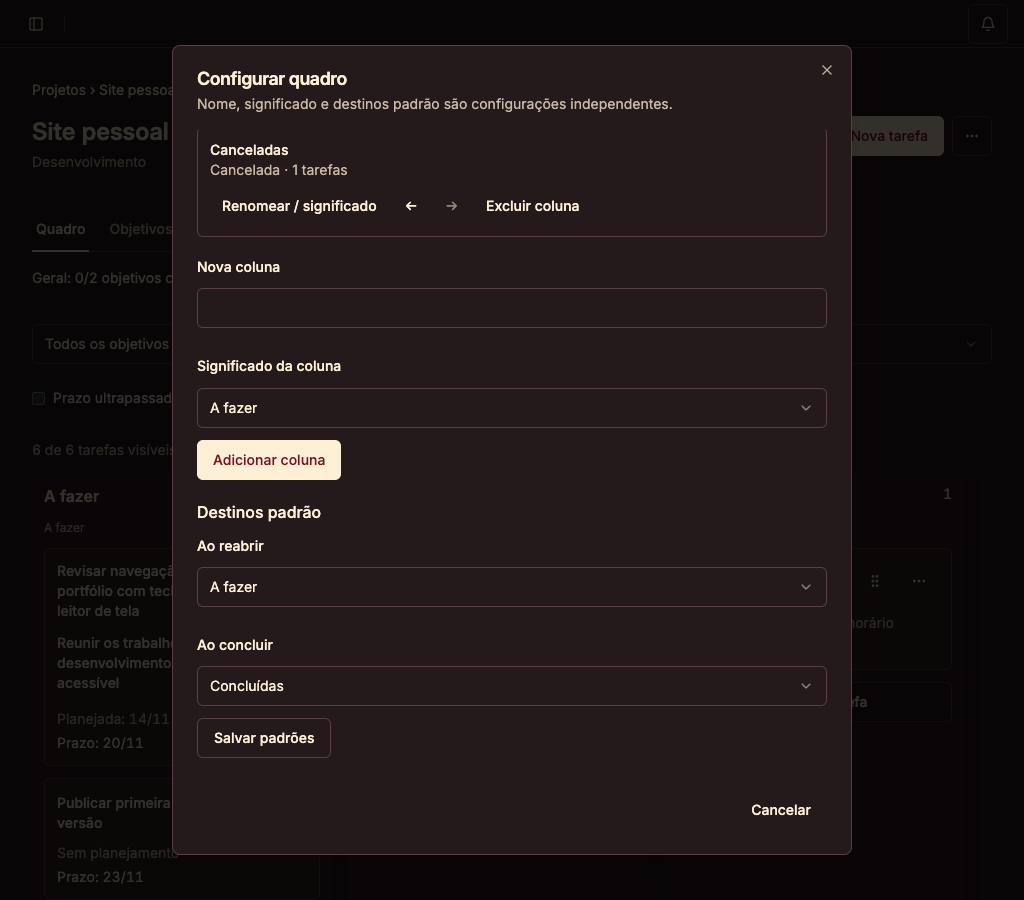 Projetos › Site pessoa
Site pessoal
Desenvolvimento
Nova tarefa
Quadro Objetivos
Geral: 0/2 objetivos
Todos os objetivos
Prazo ultrapassad
6 de 6 tarefas visíveis
A fazer
A fazer
Revisar navegaçã
portfólio com tec
leitor de tela
Reunir os trabalh
desenvolvimento
acessível
Planejada: 14/11
Prazo: 20/11
Publicar primeira
versão
Sem planejamento
Prazo: 23/11
1
horário
efa
Configurar quadro
Nome, significado e destinos padrão são configurações independentes.
Canceladas
Cancelada · 1 tarefas
Renomear / significado ← → Excluir coluna
Nova coluna
Significado da coluna
A fazer
Adicionar coluna
Destinos padrão
Ao reabrir
A fazer
Ao concluir
Concluídas
Salvar padrões
Cancelar